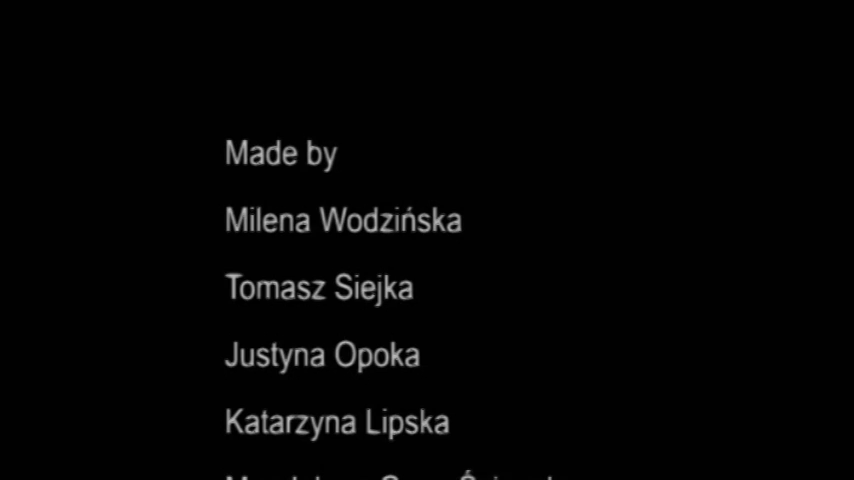 Made by
Milena Wodzińska
Tomasz Siejka
Justyna Opoka
Katarzyna Lipska